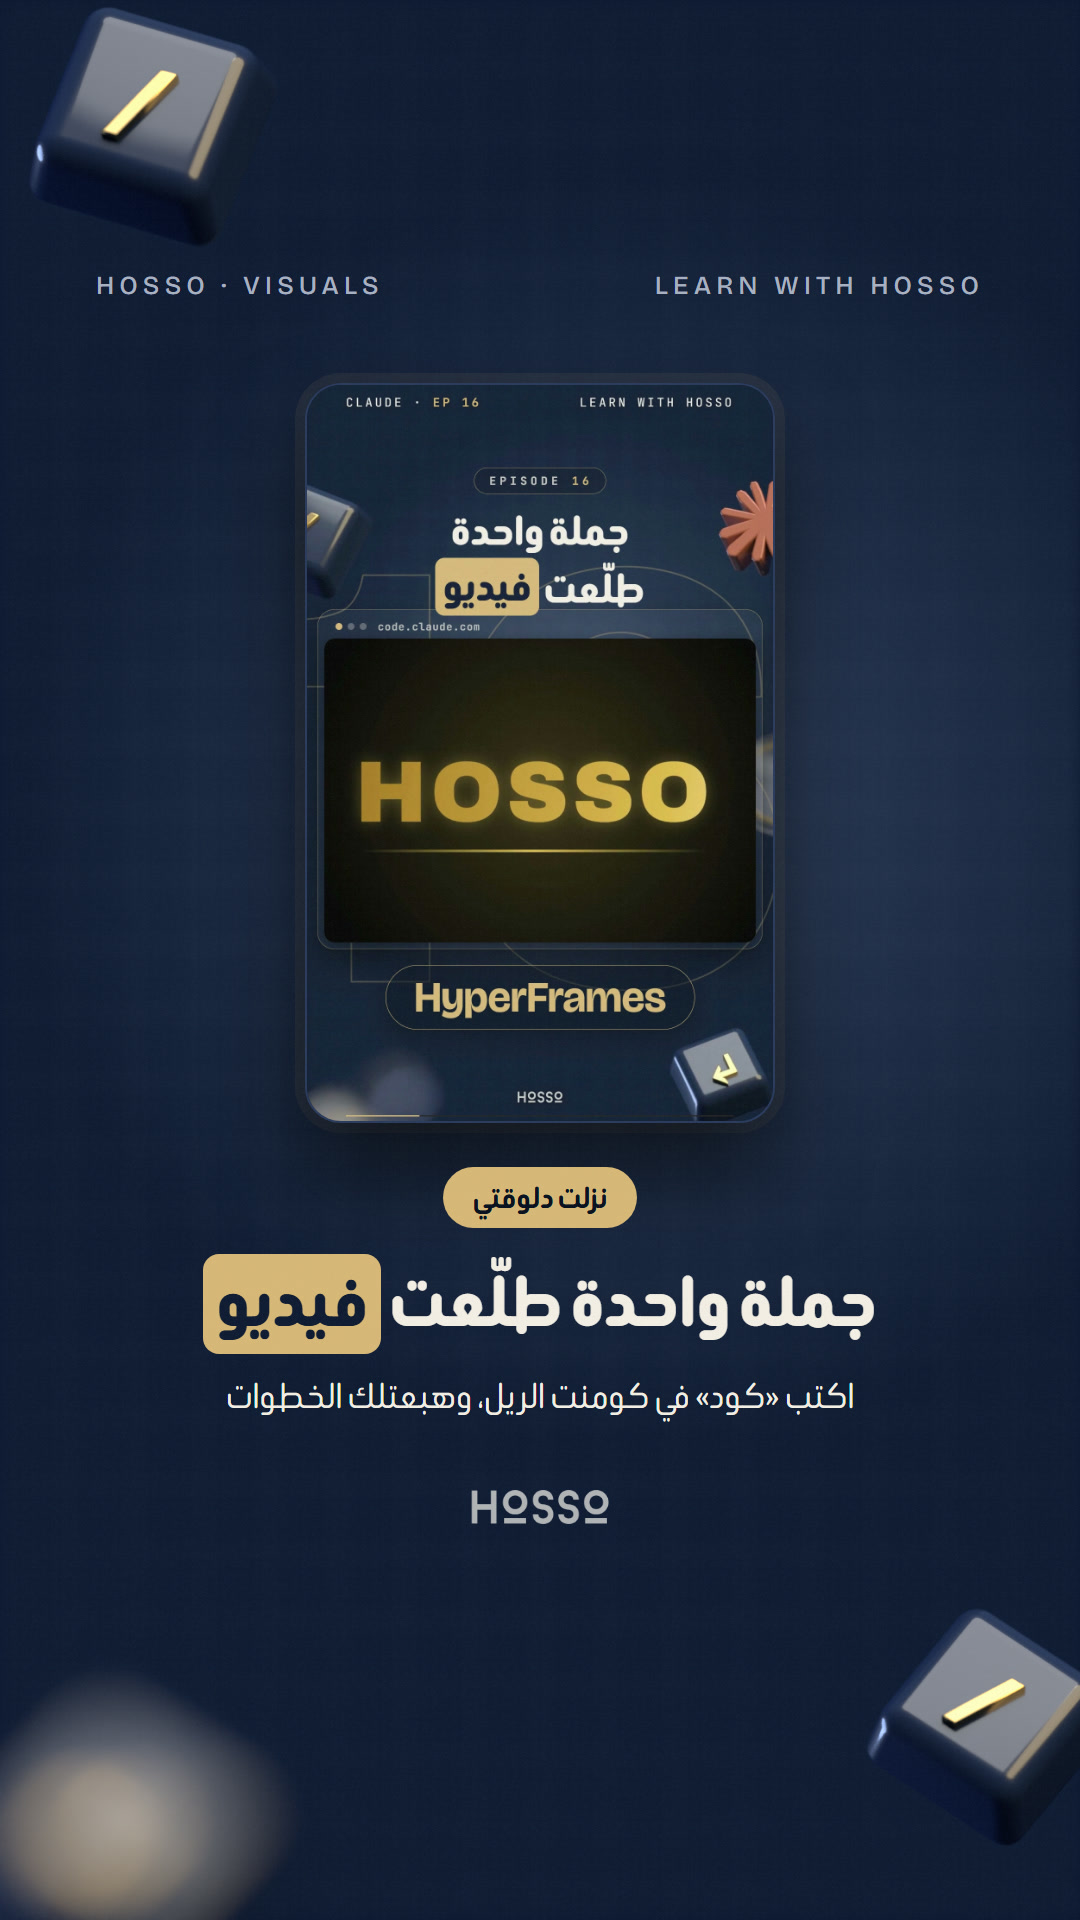 HOSSO · VISUALS
LEARN WITH HOSSO
CLAUDE · EP 16
LEARN WITH HOSSO
EPISODE 16
جملة واحدة
طلّعت فيديو
code.claude.com
HOSSO
HyperFrames
HOSSO
نزلت دلوقتي
جملة واحدة طلّعت فيديو
اكتب «كود» في كومنت الريل، وهبعتلك الخطوات
HOSSO